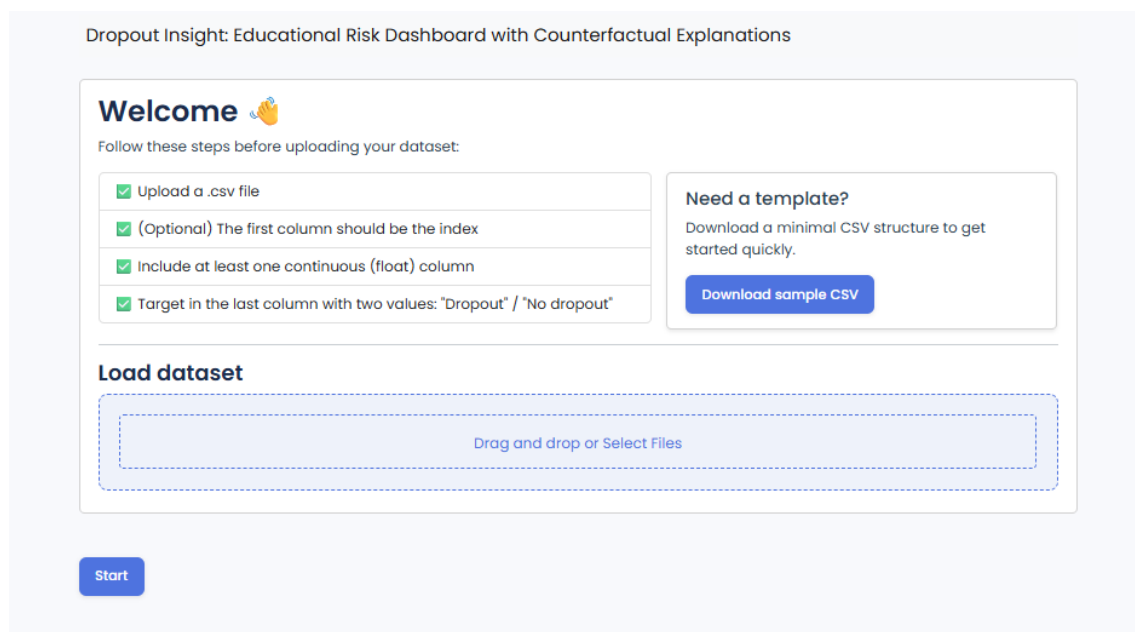 Dropout Insight: Educational Risk Dashboard with Counterfactual Explanations
Welcome 👋
Follow these steps before uploading your dataset:
✅ Upload a .csv file
✅ (Optional) The first column should be the index
✅ Include at least one continuous (float) column
✅ Target in the last column with two values: "Dropout" / "No dropout"
Need a template?
Download a minimal CSV structure to get
started quickly.
Download sample CSV
Load dataset
Drag and drop or Select Files
Start